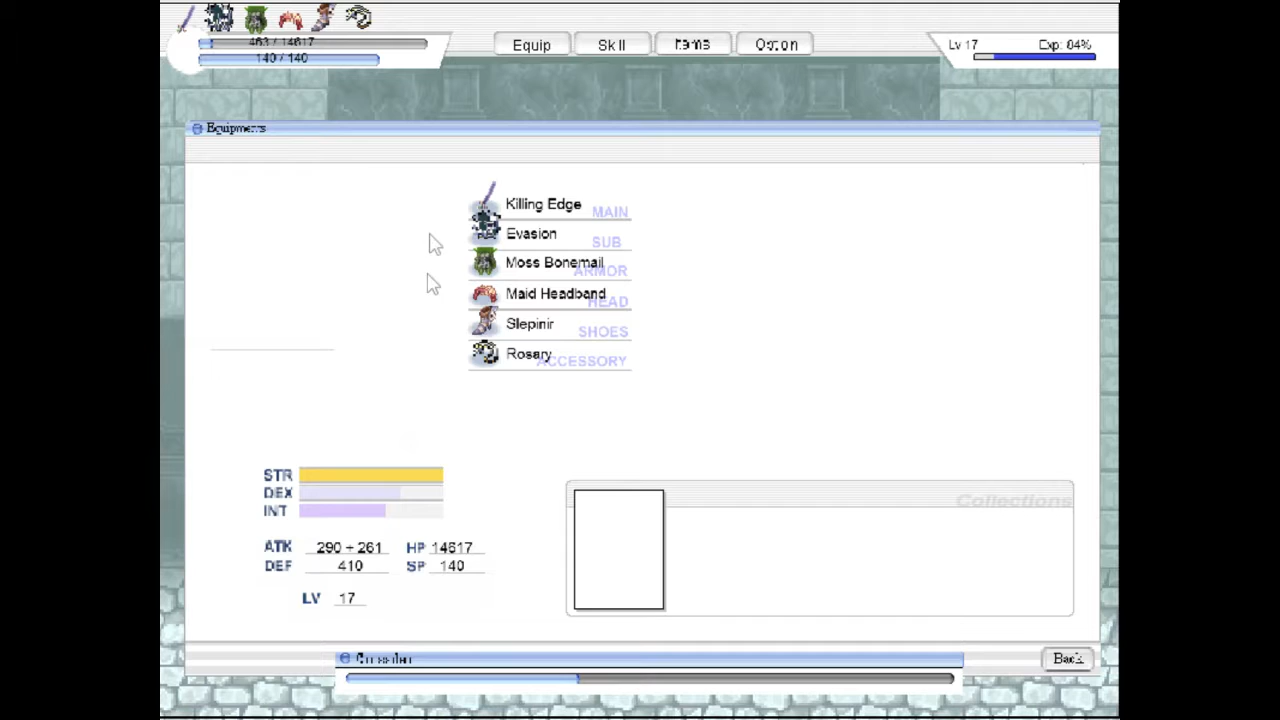 463 / 14617
140 / 140
Equip Skill Items Option
Lv 17 Exp: 84%
Equipments
Killing Edge MAIN
Evasion SUB
Moss Bonemail ARMOR
Maid Headband HEAD
Slepinir SHOES
Rosary ACCESSORY
STR
DEX
INT
ATK 290 + 261 HP 14617
DEF 410 SP 140
LV 17
Collections
Back